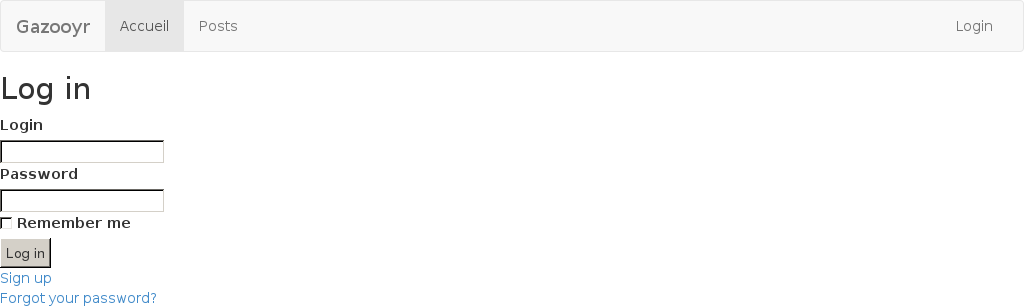 Gazooyr Accueil Posts Login
Log in
Login
Password
Remember me
Log in
Sign up
Forgot your password?